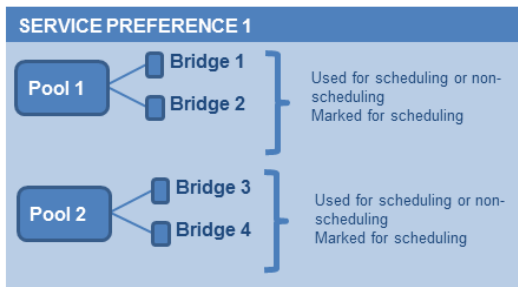 SERVICE PREFERENCE 1
Pool 1
Bridge 1
Bridge 2
Used for scheduling or non-
scheduling
Marked for scheduling
Pool 2
Bridge 3
Bridge 4
Used for scheduling or non-
scheduling
Marked for scheduling